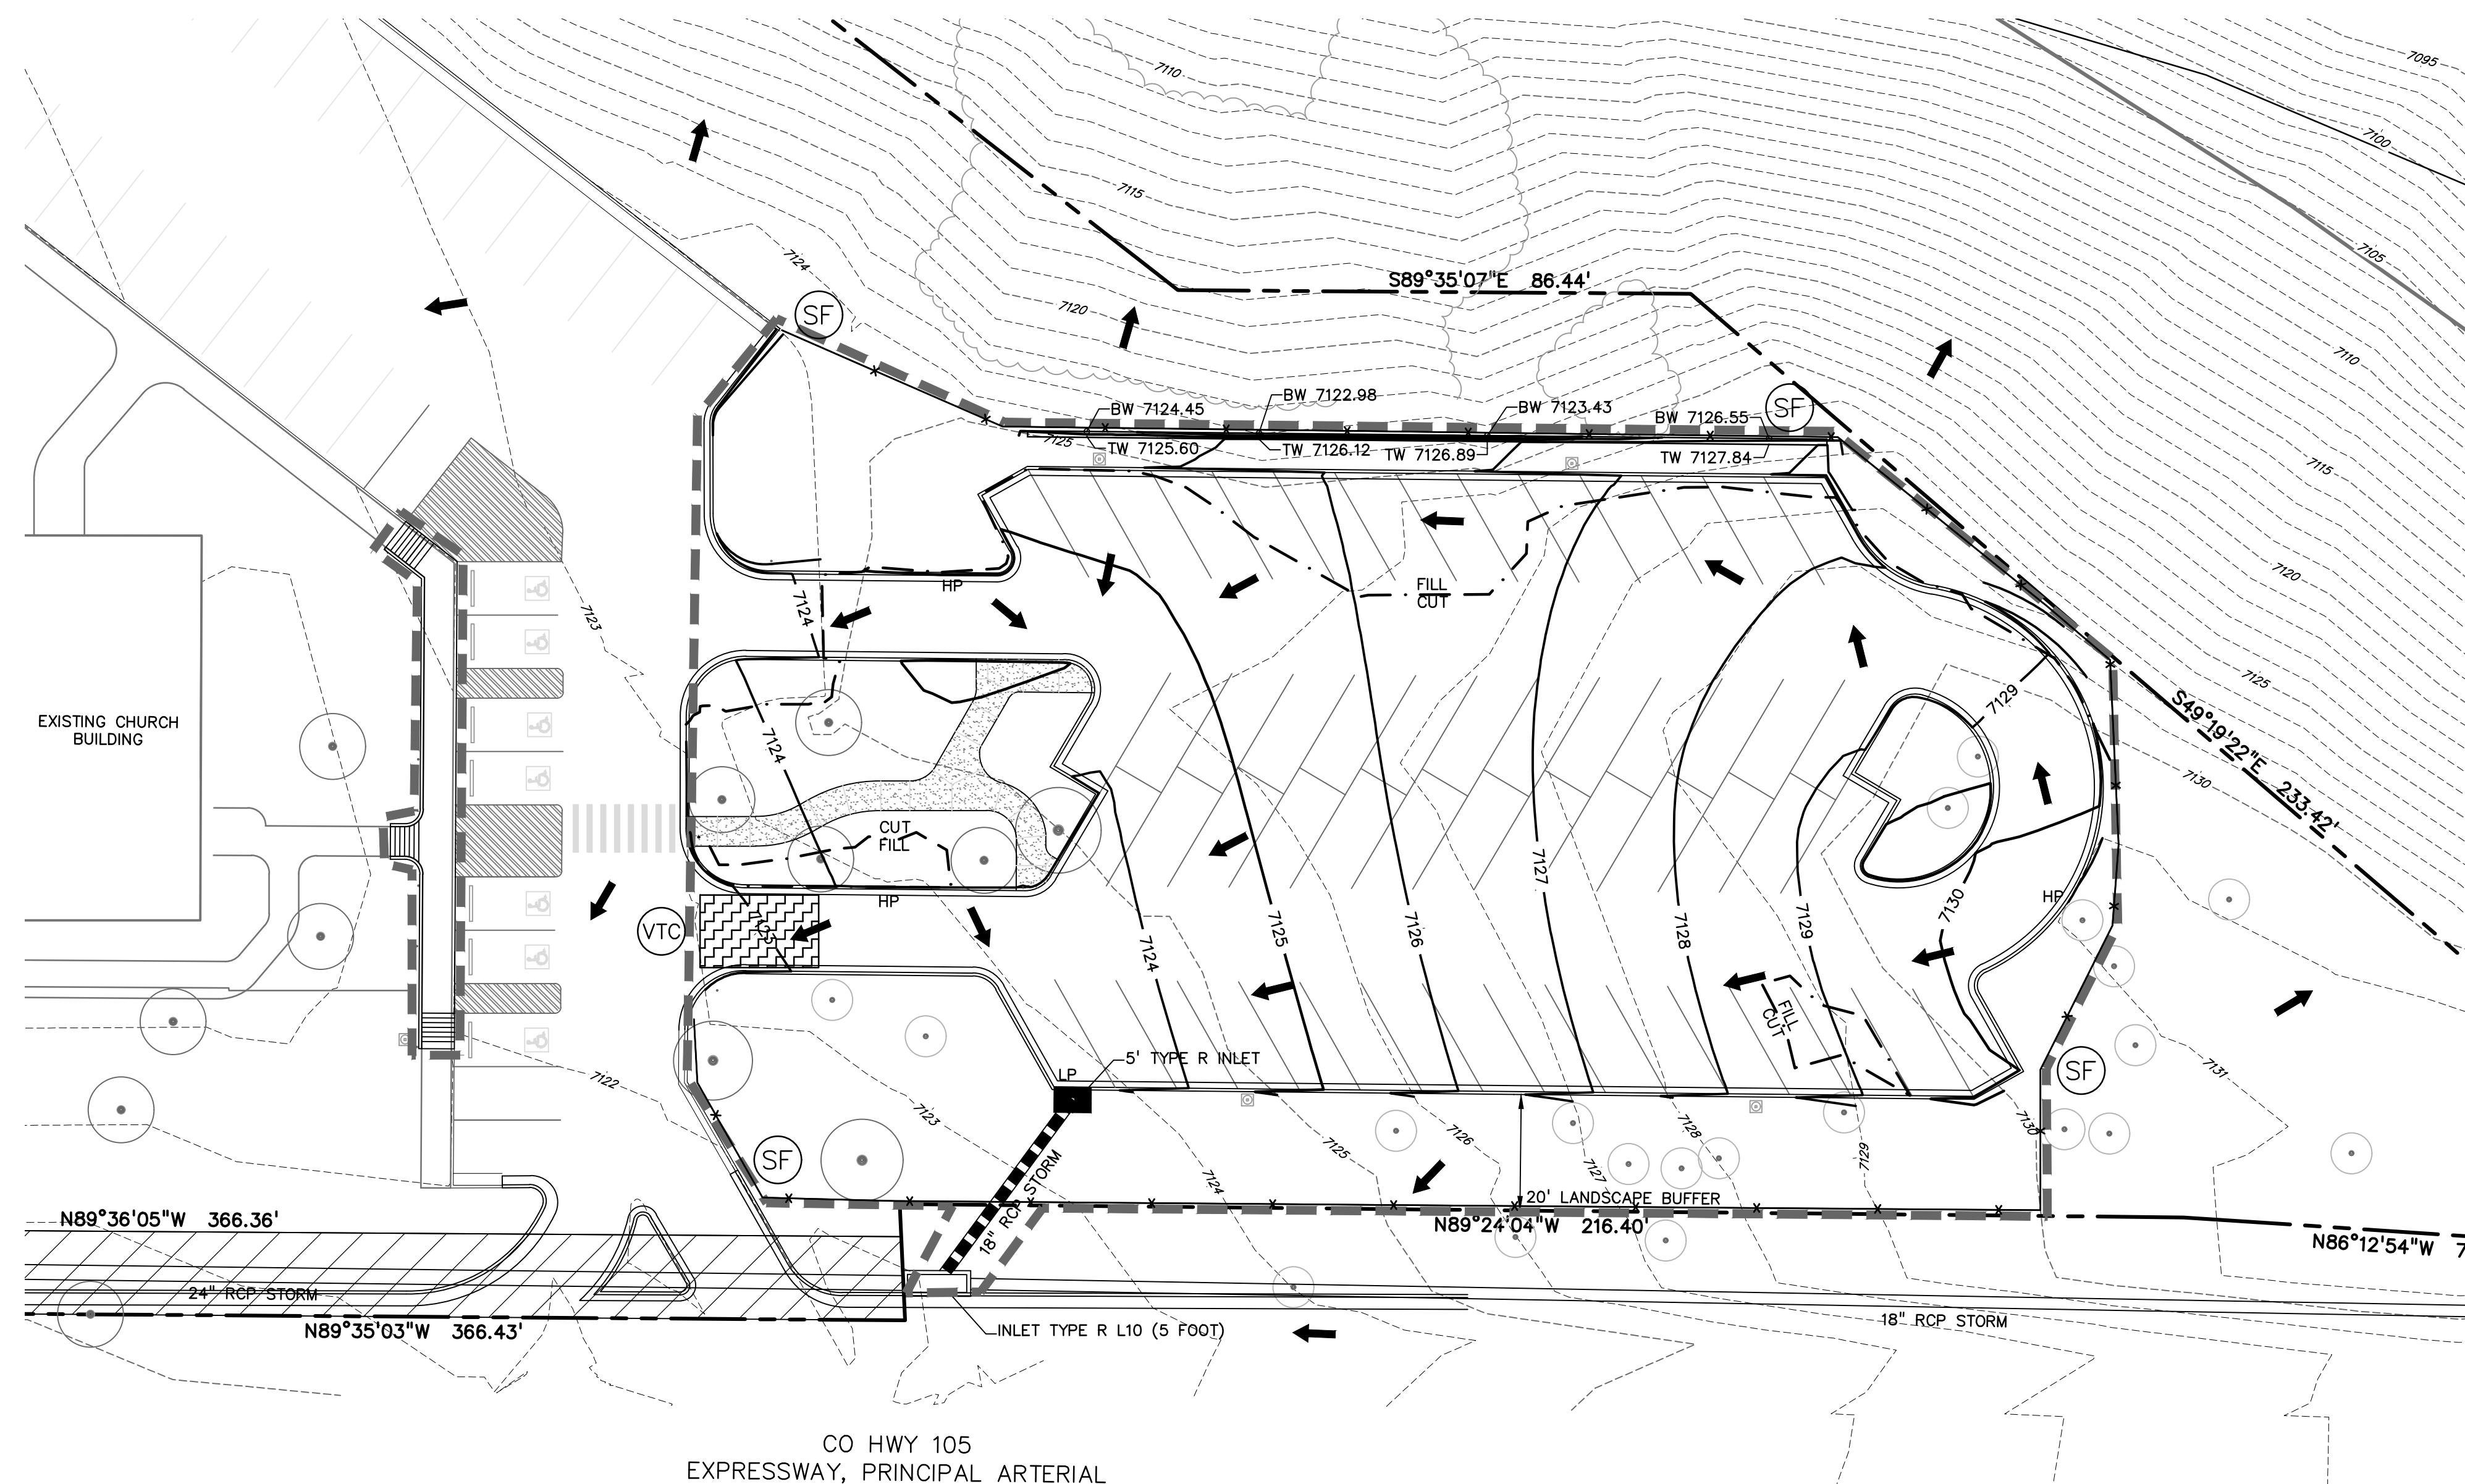 7095
7110
7100
7115
7105
7124
S89°35'07"E 86.44'
7120
SF
7110
BW 7124.45
BW 7122.98
BW 7123.43
BW 7126.55
SF
7125
TW 7125.60
TW 7126.12
TW 7126.89
TW 7127.84
7115
HP
FILL
CUT
7120
7123
7124
7129
7125
S49°19'22"E 233.42'
EXISTING CHURCH
BUILDING
7124
7130
CUT
FILL
7127
HP
HP
VTC
7123
7124
7125
7126
7128
7129
7130
FILL
CUT
5' TYPE R INLET
LP
SF
7122
7123
7131
7125
7126
7128
7130
SF
18" RCP STORM
7124
7127
7129
20' LANDSCAPE BUFFER
N89°36'05"W 366.36'
N89°24'04"W 216.40'
N86°12'54"W 7
24" RCP STORM
N89°35'03"W 366.43'
INLET TYPE R L10 (5 FOOT)
18" RCP STORM
CO HWY 105
EXPRESSWAY, PRINCIPAL ARTERIAL